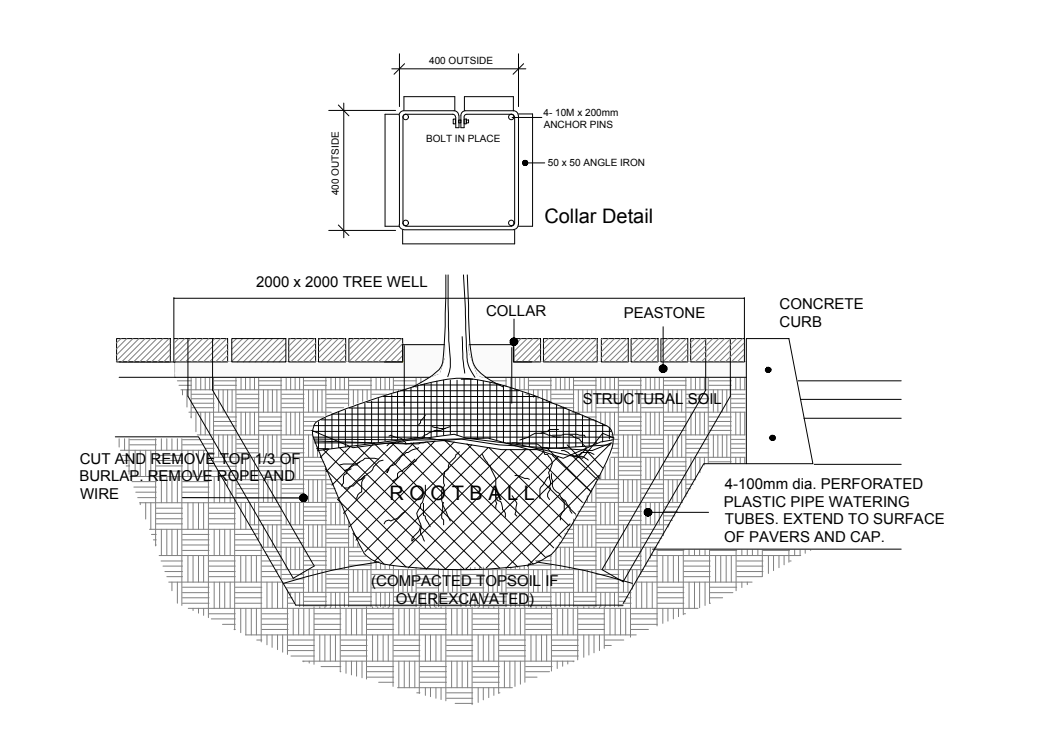 400 OUTSIDE
4- 10M x 200mm
ANCHOR PINS
BOLT IN PLACE
400 OUTSIDE
50 x 50 ANGLE IRON
Collar Detail
2000 x 2000 TREE WELL
COLLAR
PEASTONE
CONCRETE
CURB
STRUCTURAL SOIL
CUT AND REMOVE TOP 1/3 OF
BURLAP. REMOVE ROPE AND
WIRE
ROOTBALL
4-100mm dia. PERFORATED
PLASTIC PIPE WATERING
TUBES. EXTEND TO SURFACE
OF PAVERS AND CAP.
(COMPACTED TOPSOIL IF
OVEREXCAVATED)